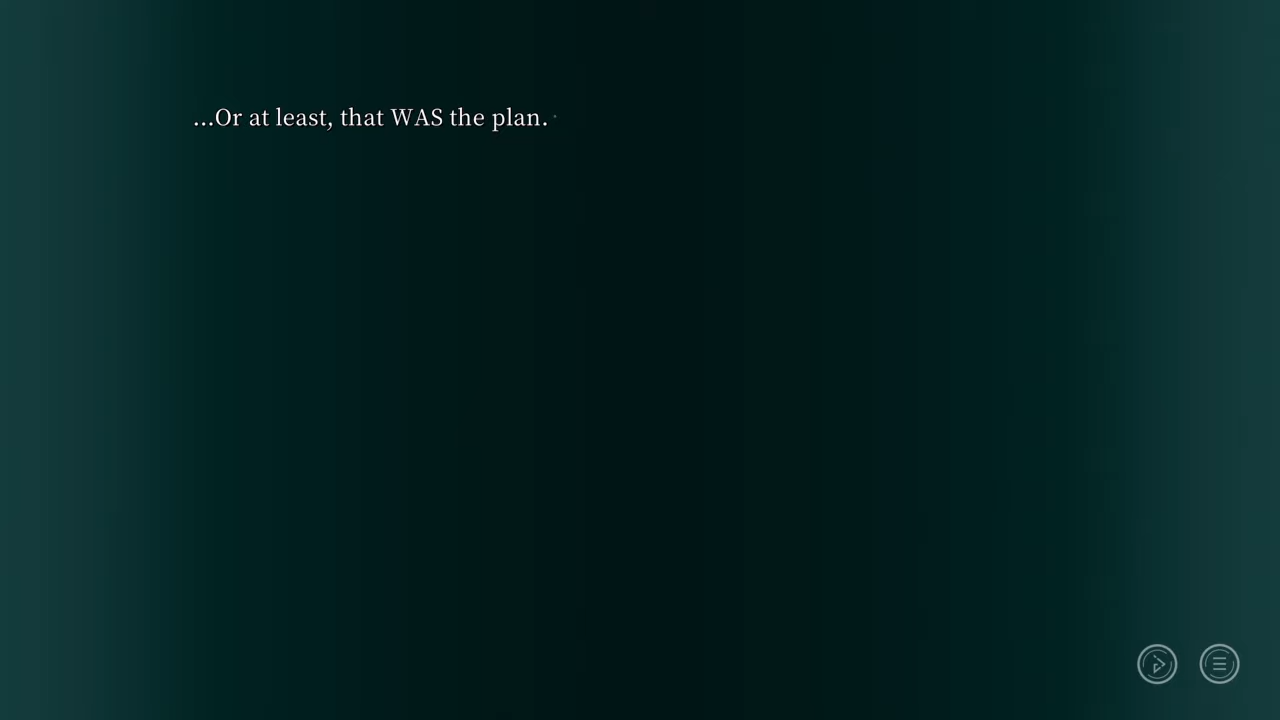 ...Or at least, that WAS the plan.